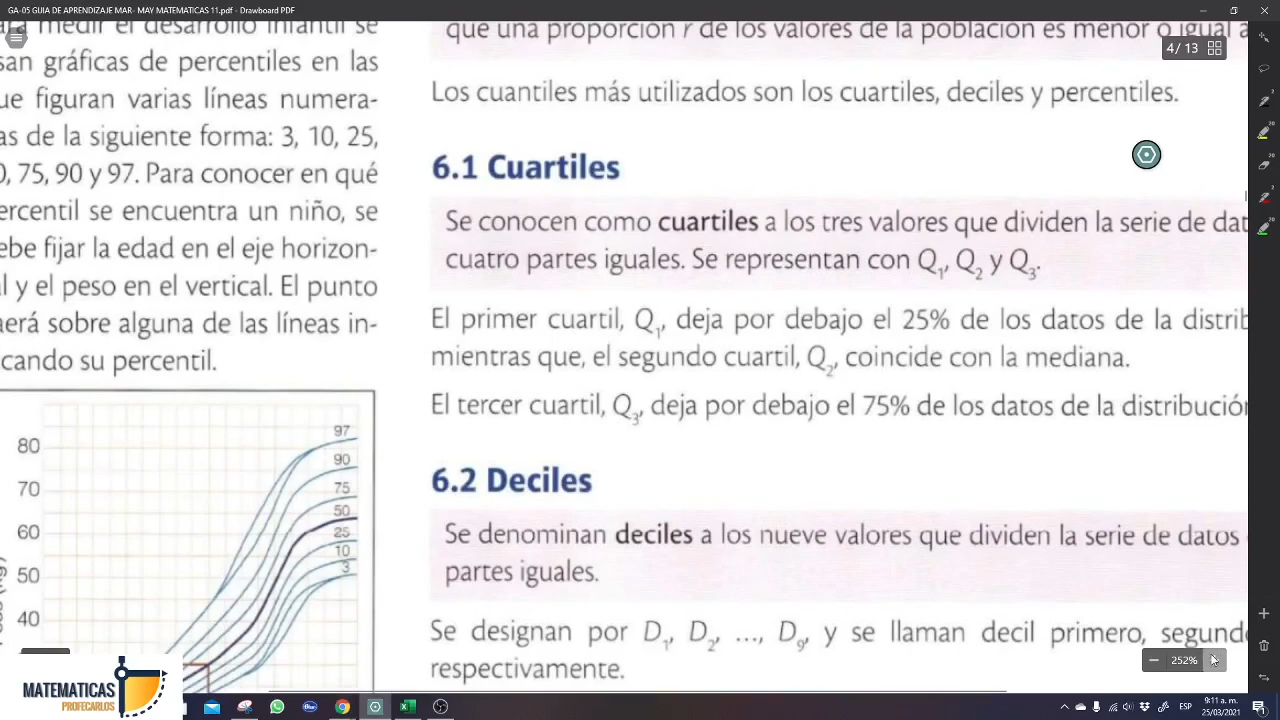 GA-05 GUIA DE APRENDIZAJE MAR- MAY MATEMATICAS 11.pdf - Drawboard PDF
4 / 13
medir el desarrollo infantil se
gráficas de percentiles en las
figuran varias líneas numera-
de la siguiente forma: 3, 10, 25,
75, 90 y 97. Para conocer en qué
se encuentra un niño, se
fijar la edad en el eje horizon-
y el peso en el vertical. El punto
sobre alguna de las líneas in-
cando su percentil.
97
90
75
50
25
10
3
80
70
60
50
40
que una proporción r de los valores de la población es menor o igual a
Los cuantiles más utilizados son los cuartiles, deciles y percentiles.
6.1 Cuartiles
Se conocen como cuartiles a los tres valores que dividen la serie de dat
cuatro partes iguales. Se representan con Q₁, Q₂ y Q₃.
El primer cuartil, Q₁, deja por debajo el 25% de los datos de la distrib
mientras que, el segundo cuartil, Q₂, coincide con la mediana.
El tercer cuartil, Q₃, deja por debajo el 75% de los datos de la distribución
6.2 Deciles
Se denominan deciles a los nueve valores que dividen la serie de datos
partes iguales.
Se designan por D₁, D₂, ..., D₉, y se llaman decil primero, segund
respectivamente.
252%
MATEMATICAS
PROFECARLOS
ESP
9:11 a. m.
25/03/2021